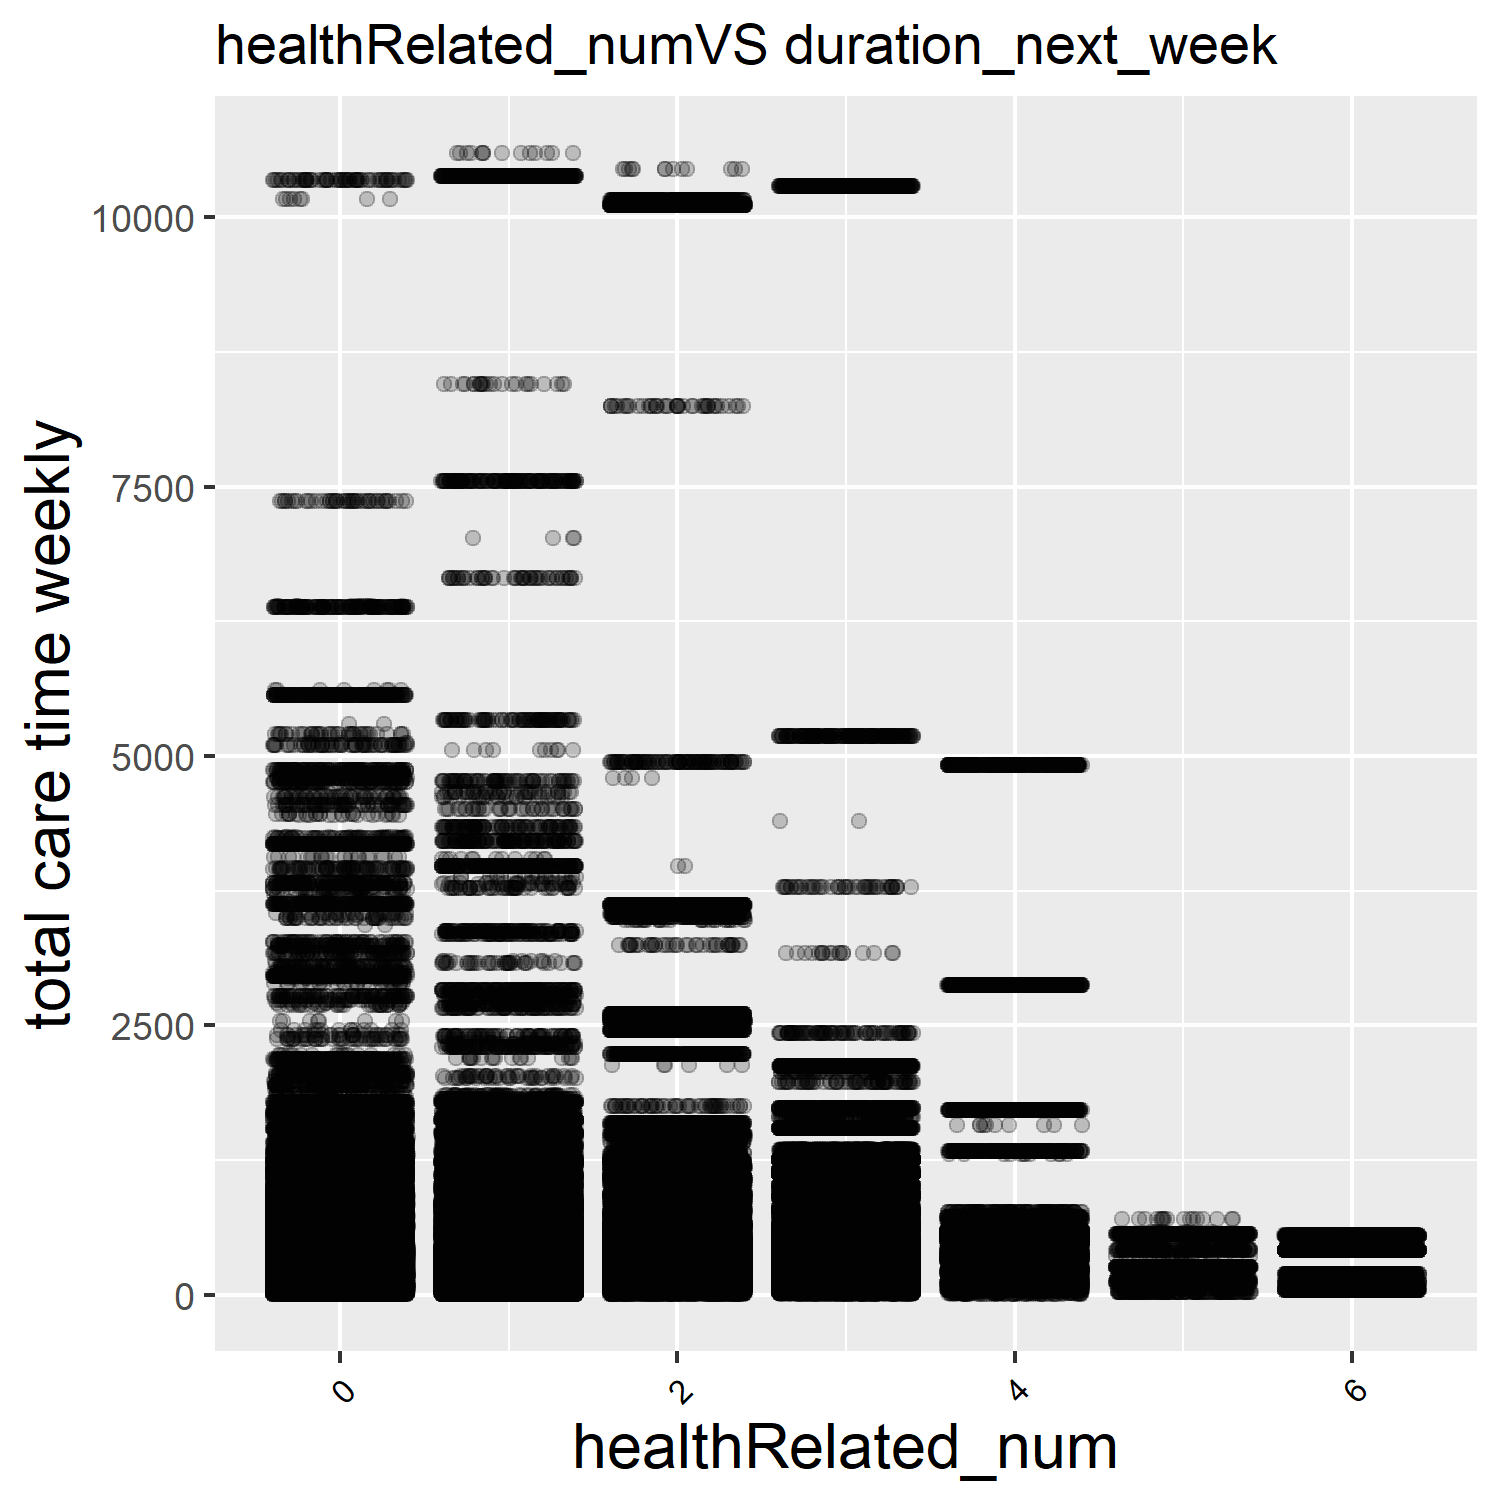 healthRelated_numVS duration_next_week
total care time weekly
10000
7500
5000
2500
0
0 2 4 6
healthRelated_num